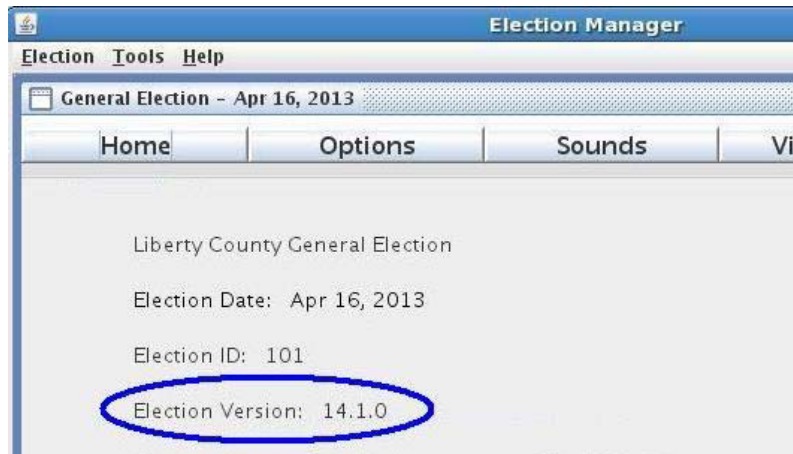 Election Manager
Election Tools Help
General Election - Apr 16, 2013
Home Options Sounds Vi
Liberty County General Election
Election Date: Apr 16, 2013
Election ID: 101
Election Version: 14.1.0